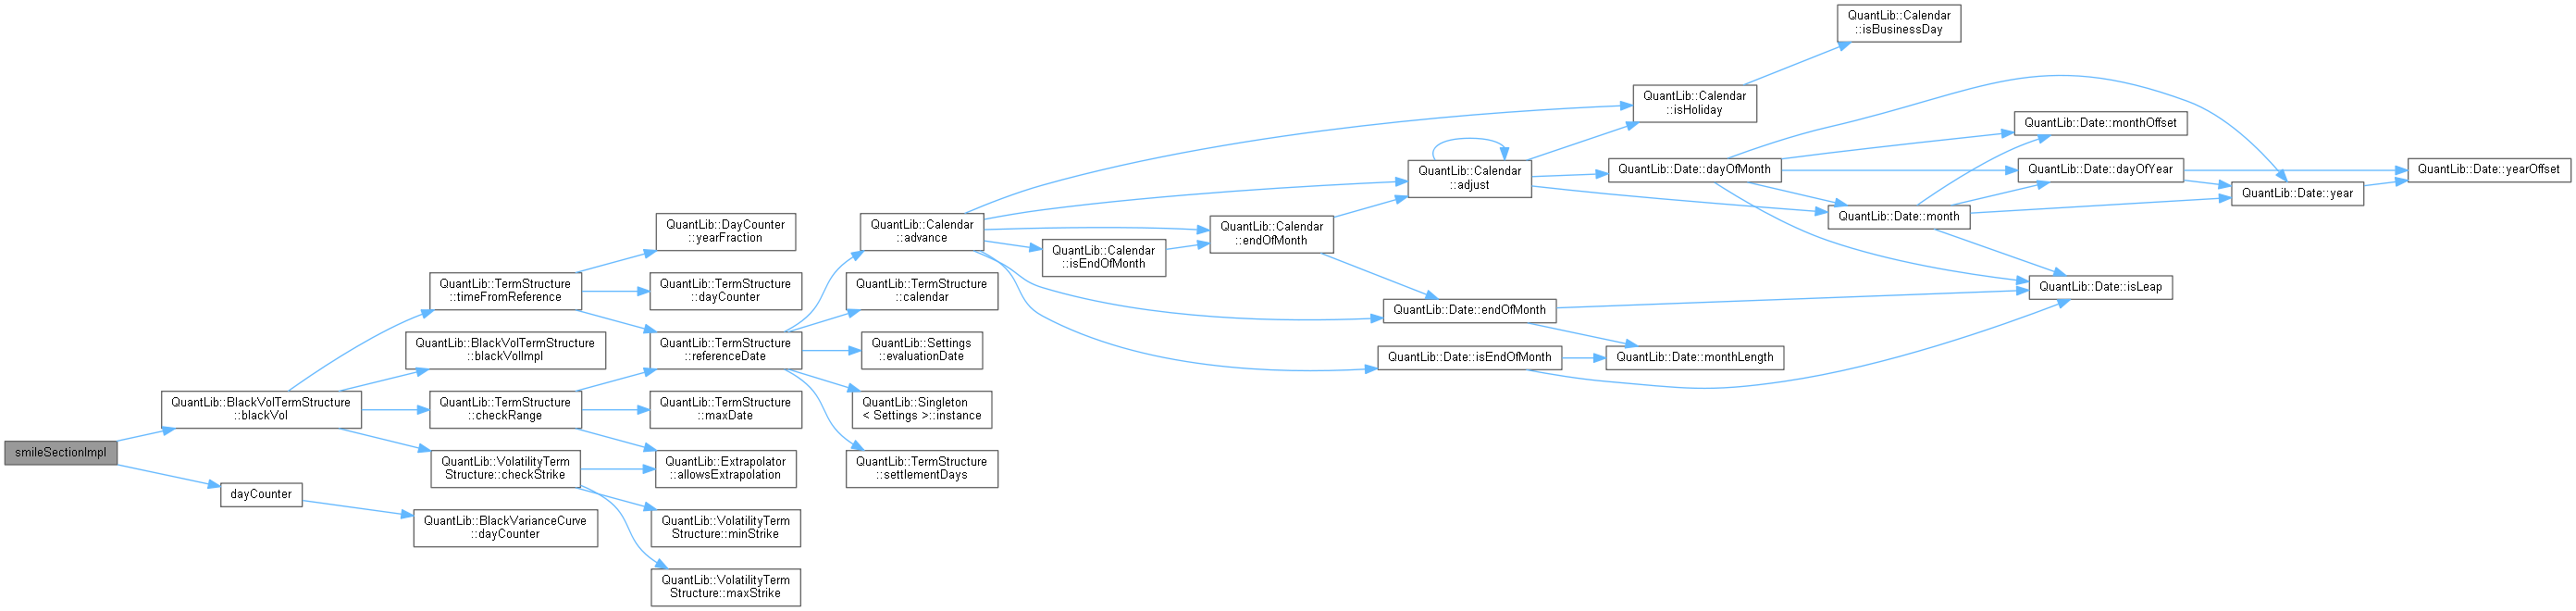 smileSectionImpl
QuantLib::BlackVolTermStructure
::blackVol
dayCounter
QuantLib::TermStructure
::timeFromReference
QuantLib::BlackVolTermStructure
::blackVolImpl
QuantLib::TermStructure
::checkRange
QuantLib::VolatilityTerm
Structure::checkStrike
QuantLib::BlackVarianceCurve
::dayCounter
QuantLib::DayCounter
::yearFraction
QuantLib::TermStructure
::dayCounter
QuantLib::TermStructure
::referenceDate
QuantLib::TermStructure
::maxDate
QuantLib::Extrapolator
::allowsExtrapolation
QuantLib::VolatilityTerm
Structure::minStrike
QuantLib::VolatilityTerm
Structure::maxStrike
QuantLib::Calendar
::advance
QuantLib::TermStructure
::calendar
QuantLib::Settings
::evaluationDate
QuantLib::Singleton
< Settings >::instance
QuantLib::TermStructure
::settlementDays
QuantLib::Calendar
::isEndOfMonth
QuantLib::Calendar
::endOfMonth
QuantLib::Calendar
::adjust
QuantLib::Date::endOfMonth
QuantLib::Date::isEndOfMonth
QuantLib::Calendar
::isHoliday
QuantLib::Date::dayOfMonth
QuantLib::Date::monthLength
QuantLib::Calendar
::isBusinessDay
QuantLib::Date::month
QuantLib::Date::monthOffset
QuantLib::Date::dayOfYear
QuantLib::Date::isLeap
QuantLib::Date::year
QuantLib::Date::yearOffset